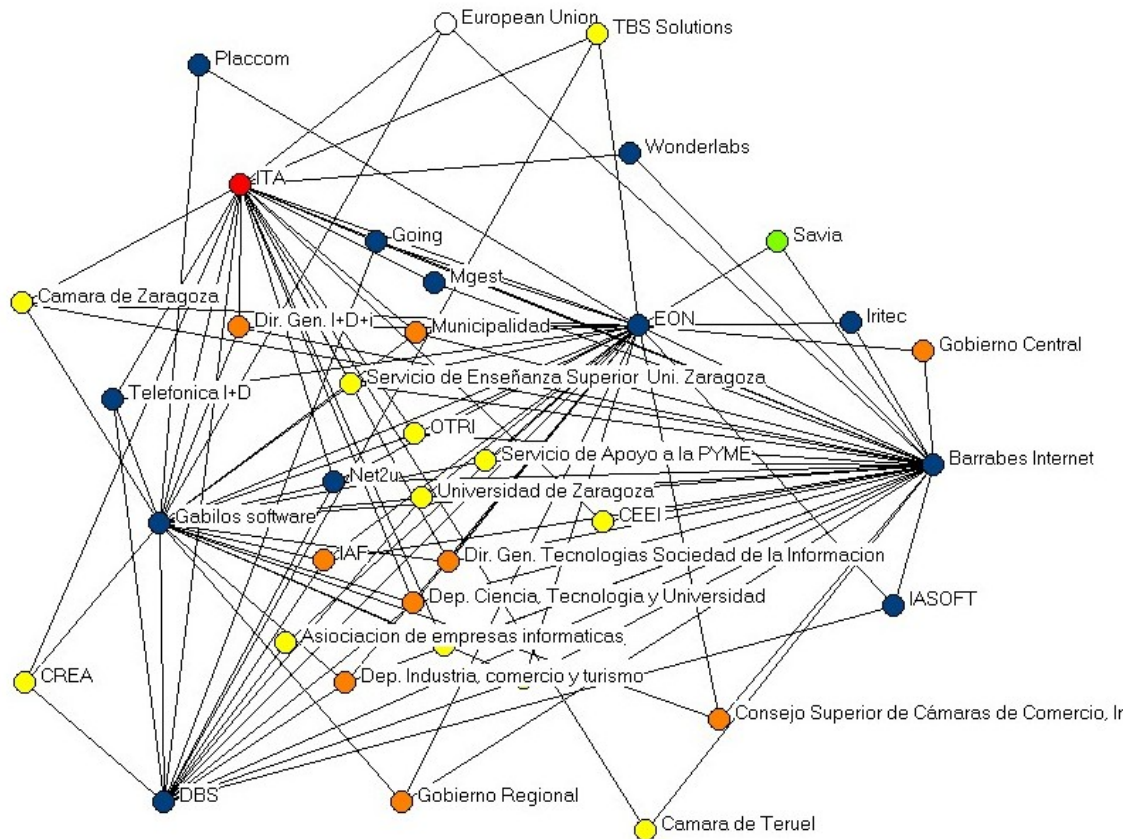 European Union
TBS Solutions
Placcom
Wonderlabs
ITA
Going
Savia
Mgest
Camara de Zaragoza
Dir. Gen. I+D+i
Municipalidad
EON
Iritec
Gobierno Central
Servicio de Enseñanza Superior Uni. Zaragoza
Telefonica I+D
OTRI
Servicio de Apoyo a la PYME
Barrabes Internet
Net2u
Universidad de Zaragoza
Gabilos software
CEEI
IAF
Dir. Gen. Tecnologias Sociedad de la Informacion
Dep. Ciencia, Tecnologia y Universidad
IASOFT
Asiociacion de empresas informaticas
CREA
Dep. Industria, comercio y turismo
Consejo Superior de Cámaras de Comercio, In
DBS
Gobierno Regional
Camara de Teruel